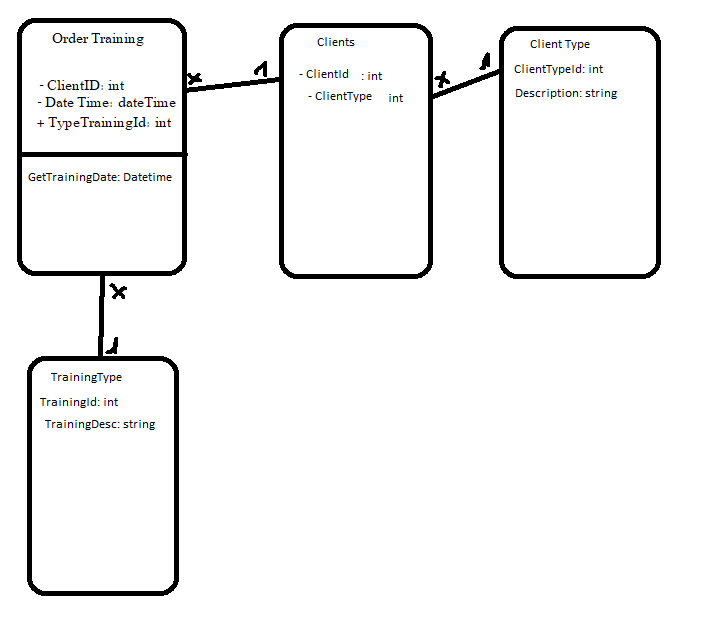 Order Training
- ClientID: int
- Date Time: dateTime
+ TypeTrainingId: int
GetTrainingDate: Datetime
x
1
Clients
- ClientId : int
- ClientType int
x
1
Client Type
ClientTypeId: int
Description: string
x
1
TrainingType
TrainingId: int
TrainingDesc: string